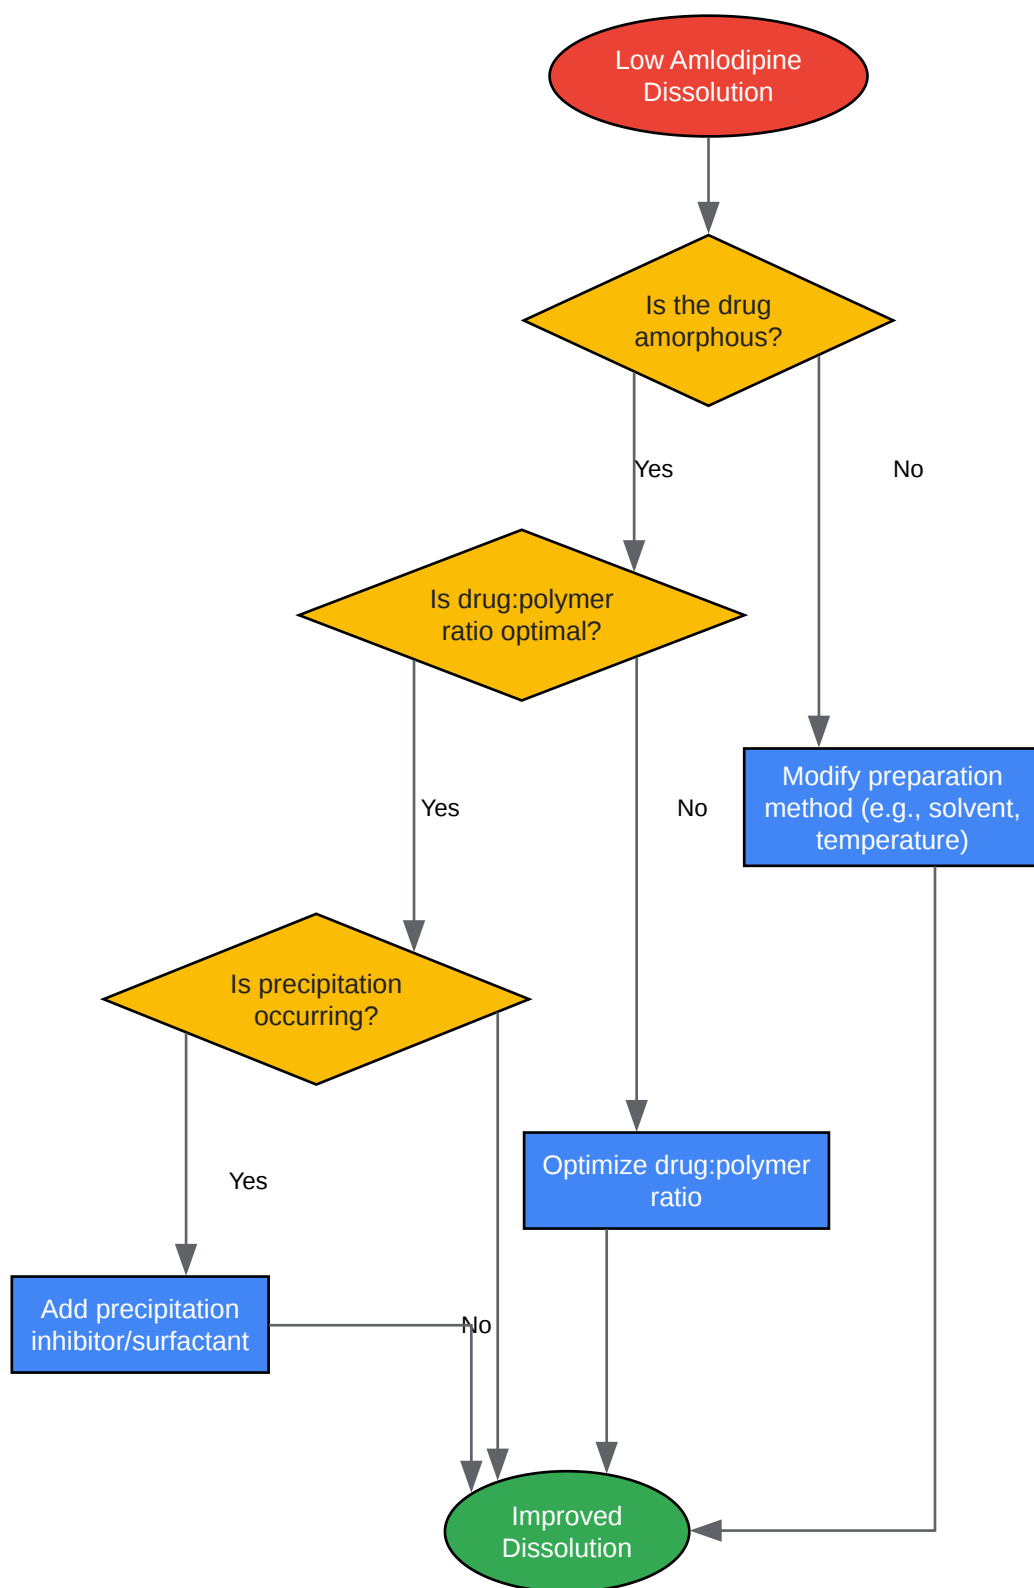 Low Amlodipine
Dissolution
Is the drug
amorphous?
Yes
No
Is drug:polymer
ratio optimal?
Yes
No
Modify preparation
method (e.g., solvent,
temperature)
Is precipitation
occurring?
Yes
Optimize drug:polymer
ratio
Add precipitation
inhibitor/surfactant
No
Improved
Dissolution